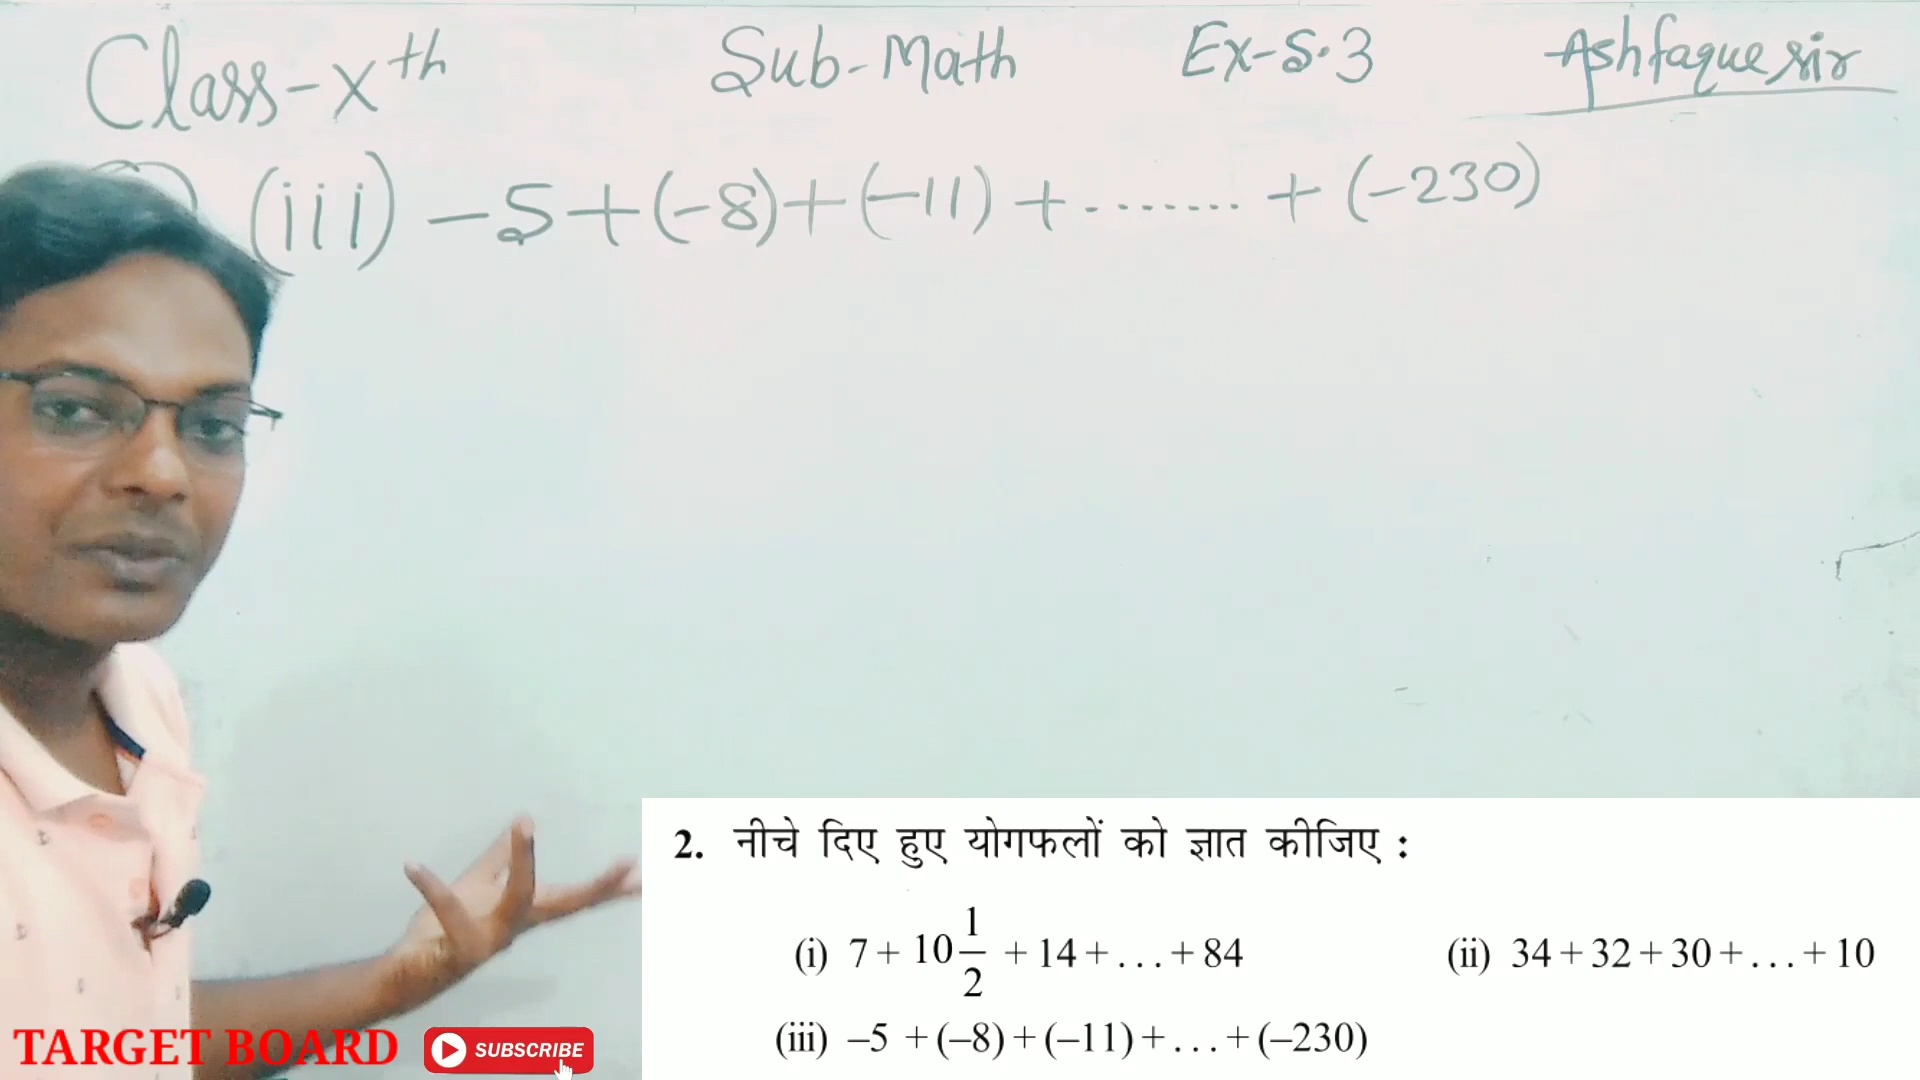 Class-Xth Sub-Math Ex-5.3 Ashfaque sir
(iii) -5+(-8)+(-11)+........+(-230)
2. नीचे दिए हुए योगफलों को ज्ञात कीजिए :
(i) 7 + 10 1/2 + 14 + . . . + 84 (ii) 34 + 32 + 30 + . . . + 10
(iii) –5 + (–8) + (–11) + . . . + (–230)
TARGET BOARD SUBSCRIBE